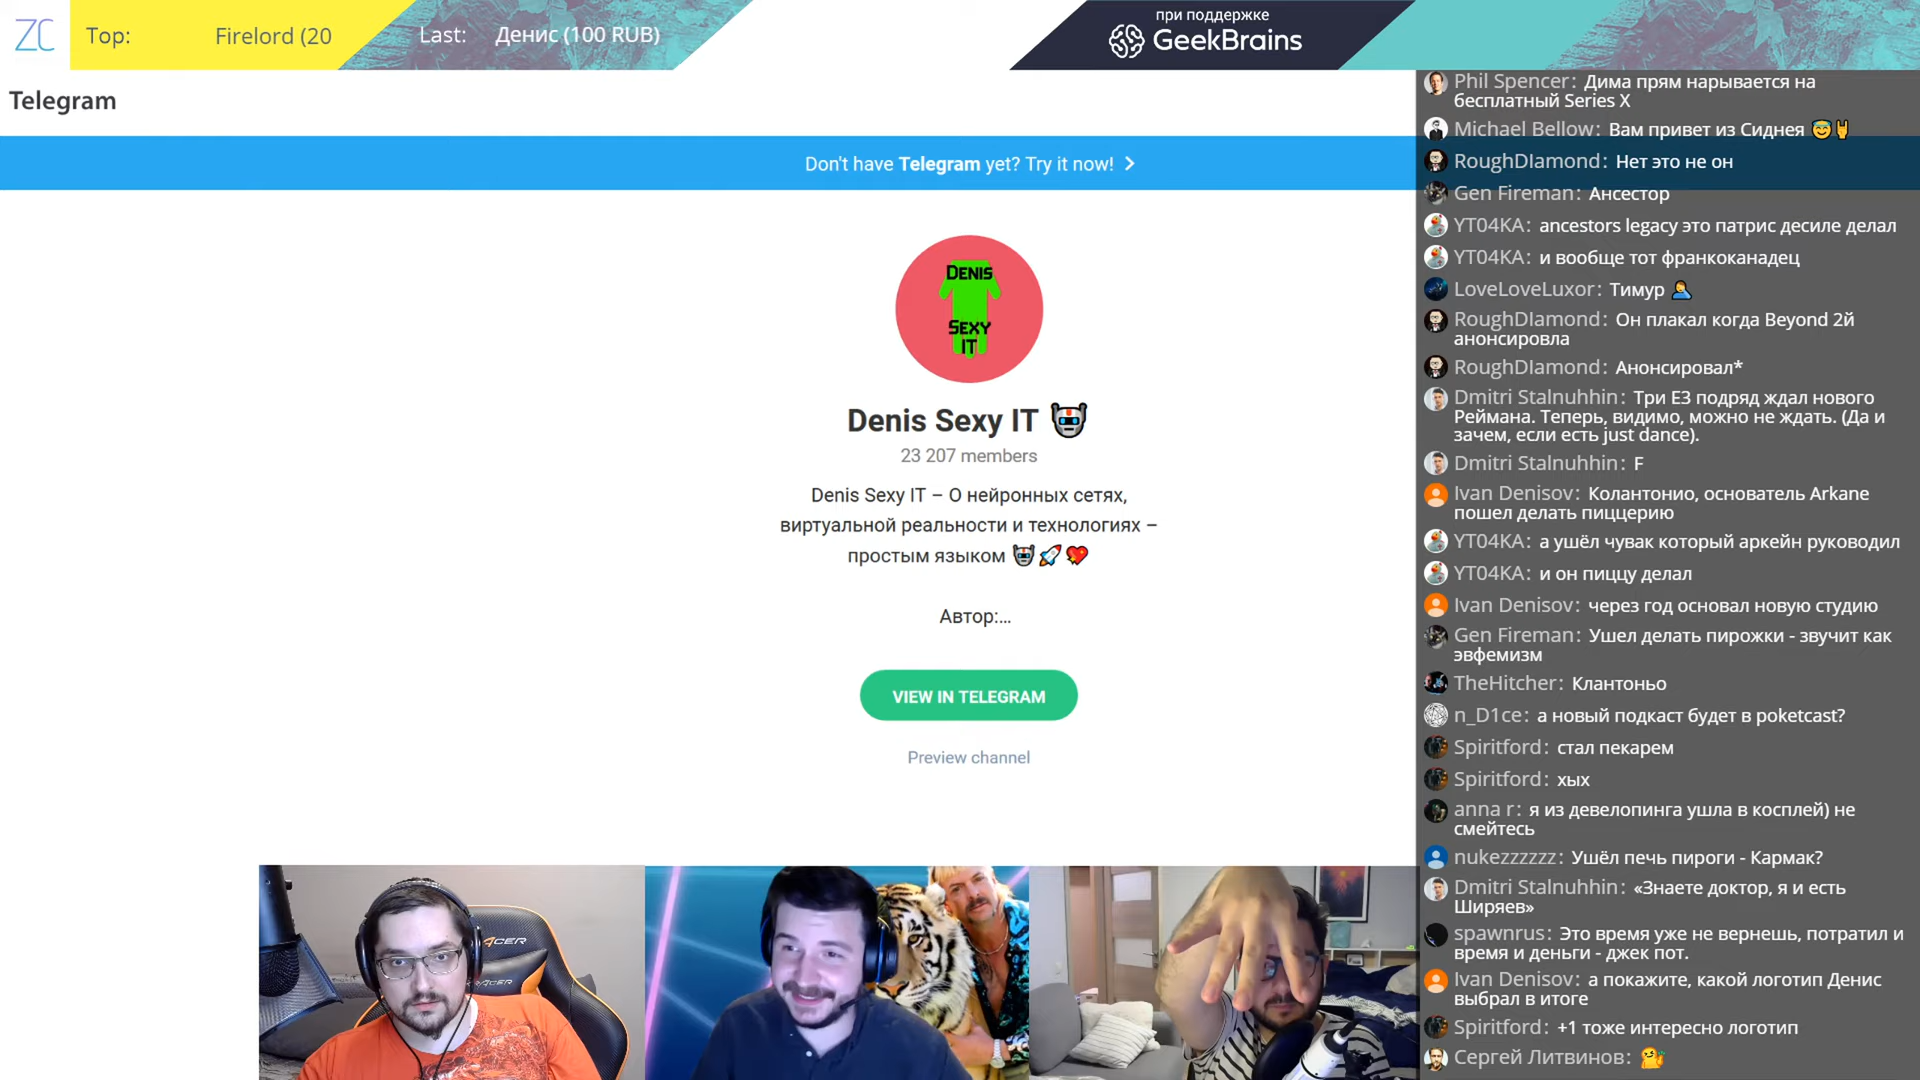 ZC
Top: Firelord (20
Last: Денис (100 RUB)
при поддержке
GeekBrains
Telegram
Don't have Telegram yet? Try it now!
DENIS
SEXY
IT
Denis Sexy IT
23 207 members
Denis Sexy IT – О нейронных сетях,
виртуальной реальности и технологиях –
простым языком
Автор:...
VIEW IN TELEGRAM
Preview channel
Phil Spencer: Дима прям нарывается на
бесплатный Series X
Michael Bellow: Вам привет из Сиднея
RoughDIamond: Нет это не он
Gen Fireman: Ансестор
YT04KA: ancestors legacy это патрис десиле делал
YT04KA: и вообще тот франкоканадец
LoveLoveLuxor: Тимур
RoughDIamond: Он плакал когда Beyond 2й
анонсировла
RoughDIamond: Анонсировал*
Dmitri Stalnuhhin: Три E3 подряд ждал нового
Реймана. Теперь, видимо, можно не ждать. (Да и
зачем, если есть just dance).
Dmitri Stalnuhhin: F
Ivan Denisov: Колантонио, основатель Arkane
пошел делать пиццерию
YT04KA: а ушёл чувак который аркейн руководил
YT04KA: и он пиццу делал
Ivan Denisov: через год основал новую студию
Gen Fireman: Ушел делать пирожки - звучит как
эвфемизм
TheHitcher: Клантоньо
n_D1ce: а новый подкаст будет в poketcast?
Spiritford: стал пекарем
Spiritford: хых
anna r: я из девелопинга ушла в косплей) не
смейтесь
nukezzzzzz: Ушёл печь пироги - Кармак?
Dmitri Stalnuhhin: «Знаете доктор, я и есть
Ширяев»
spawnrus: Это время уже не вернешь, потратил и
время и деньги - джек пот.
Ivan Denisov: а покажите, какой логотип Денис
выбрал в итоге
Spiritford: +1 тоже интересно логотип
Сергей Литвинов: